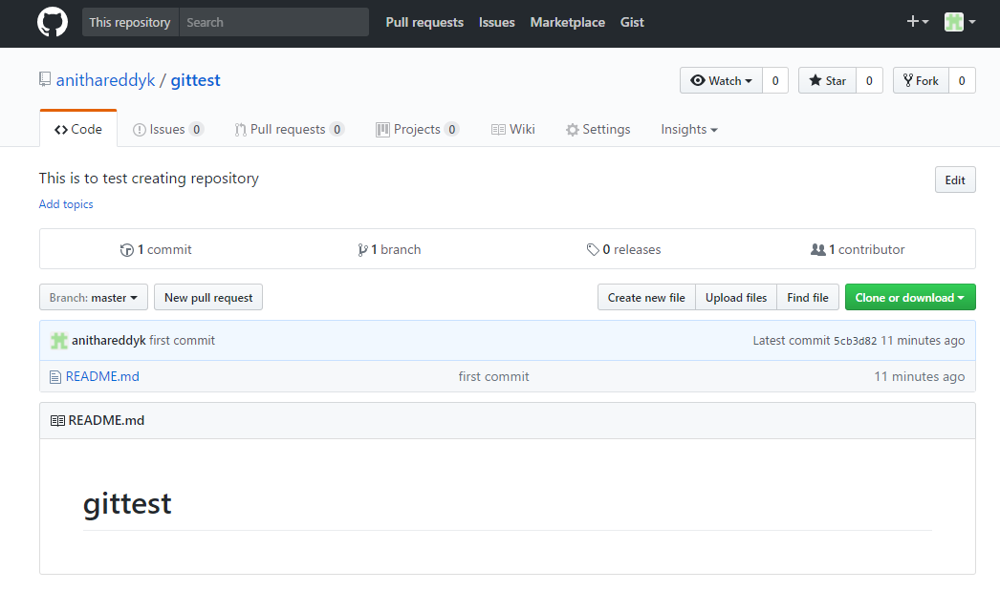 This repository Search Pull requests Issues Marketplace Gist
anithareddyk / gittest Watch 0 Star 0 Fork 0
Code Issues 0 Pull requests 0 Projects 0 Wiki Settings Insights
This is to test creating repository Edit
Add topics
1 commit 1 branch 0 releases 1 contributor
Branch: master New pull request Create new file Upload files Find file Clone or download
anithareddyk first commit Latest commit 5cb3d82 11 minutes ago
README.md first commit 11 minutes ago
README.md
gittest